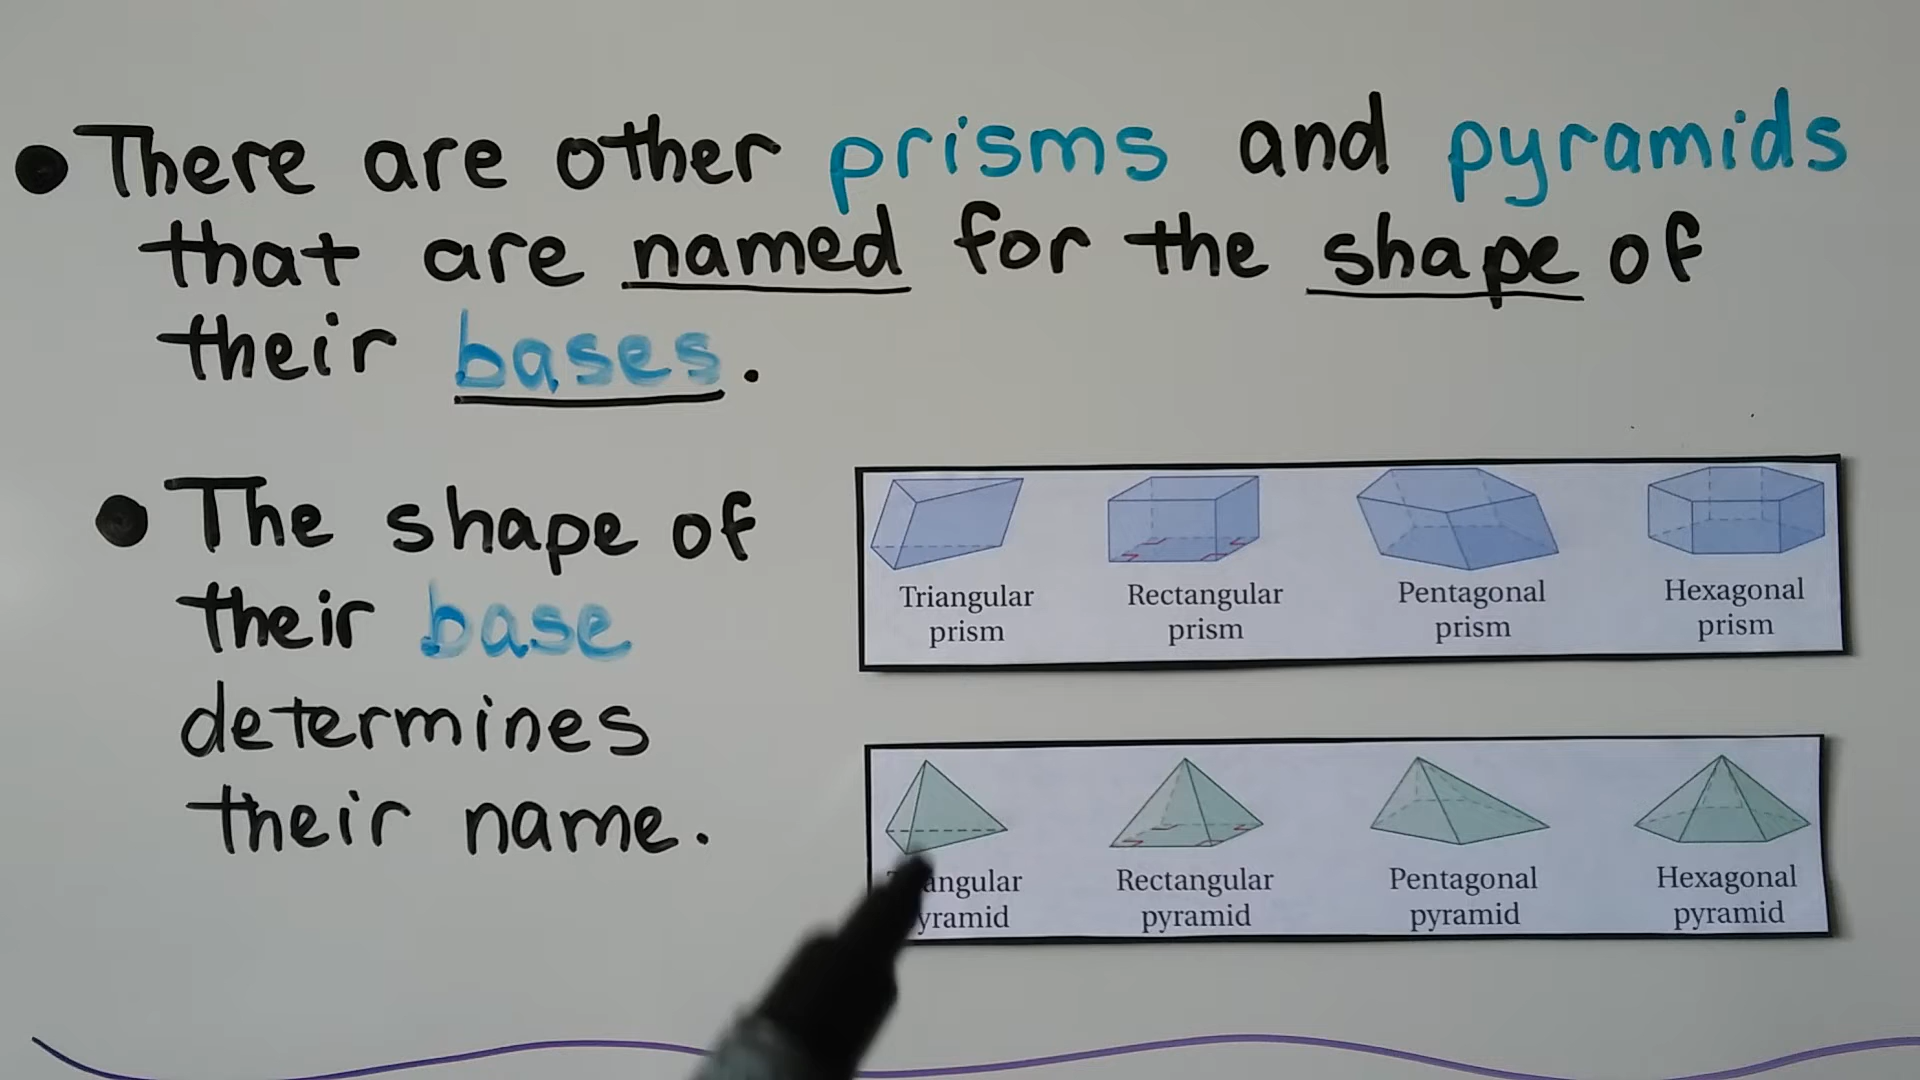 • There are other prisms and pyramids
that are named for the shape of
their bases.
• The shape of
their base
determines
their name.
Triangular prism
Rectangular prism
Pentagonal prism
Hexagonal prism
angular
yramid
Rectangular pyramid
Pentagonal pyramid
Hexagonal pyramid